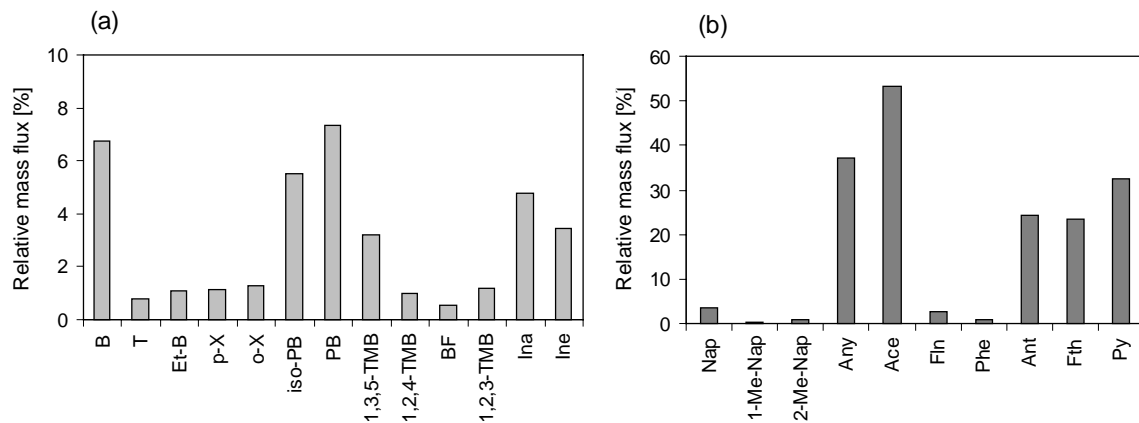 (a)
Relative mass flux [%]
10
8
6
4
2
0
B
T
Et-B
p-X
o-X
iso-PB
PB
1,3,5-TMB
1,2,4-TMB
BF
1,2,3-TMB
Ina
Ine
(b)
Relative mass flux [%]
60
50
40
30
20
10
0
Nap
1-Me-Nap
2-Me-Nap
Any
Ace
Fln
Phe
Ant
Fth
Py